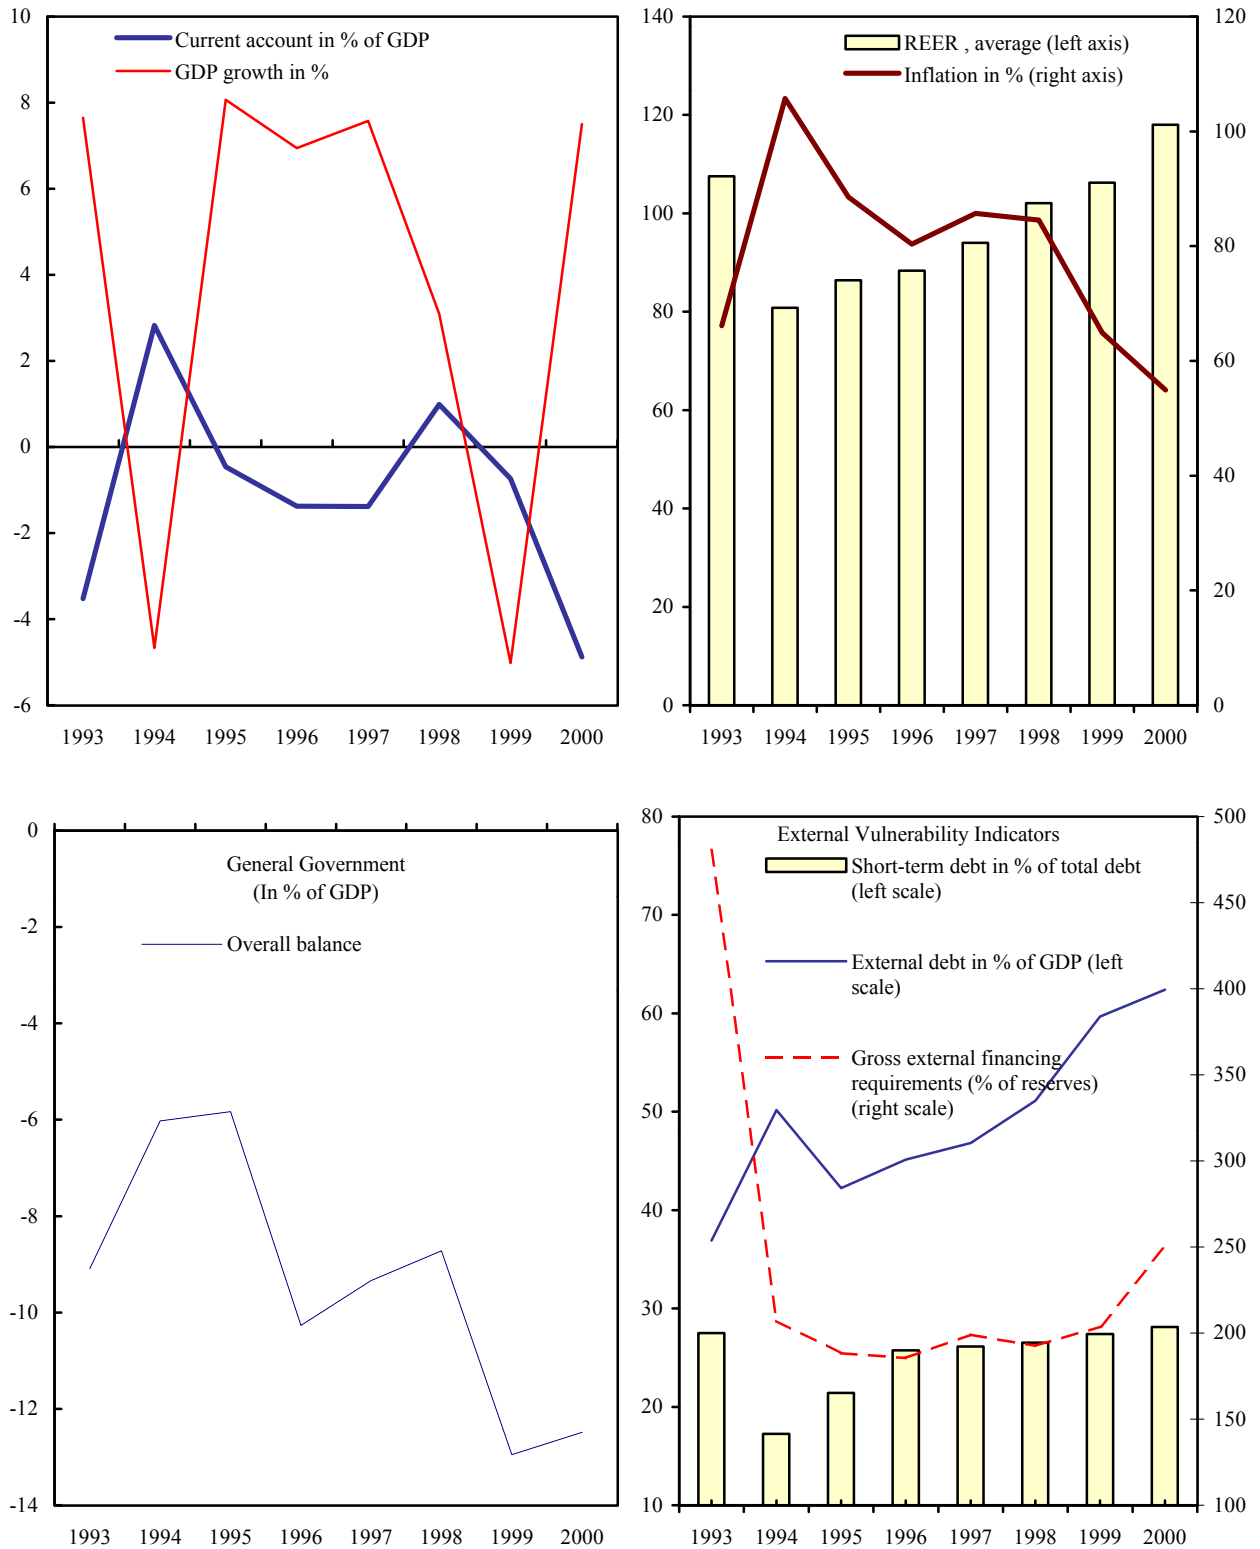 10
8
6
4
2
0
-2
-4
-6
Current account in % of GDP
GDP growth in %
1993 1994 1995 1996 1997 1998 1999 2000
140
120
100
80
60
40
20
0
REER , average (left axis)
Inflation in % (right axis)
120
100
80
60
40
20
0
1993 1994 1995 1996 1997 1998 1999 2000
0
-2
-4
-6
-8
-10
-12
-14
General Government
(In % of GDP)
Overall balance
1993 1994 1995 1996 1997 1998 1999 2000
80
70
60
50
40
30
20
10
External Vulnerability Indicators
Short-term debt in % of total debt
(left scale)
External debt in % of GDP (left
scale)
Gross external financing
requirements (% of reserves)
(right scale)
500
450
400
350
300
250
200
150
100
1993 1994 1995 1996 1997 1998 1999 2000